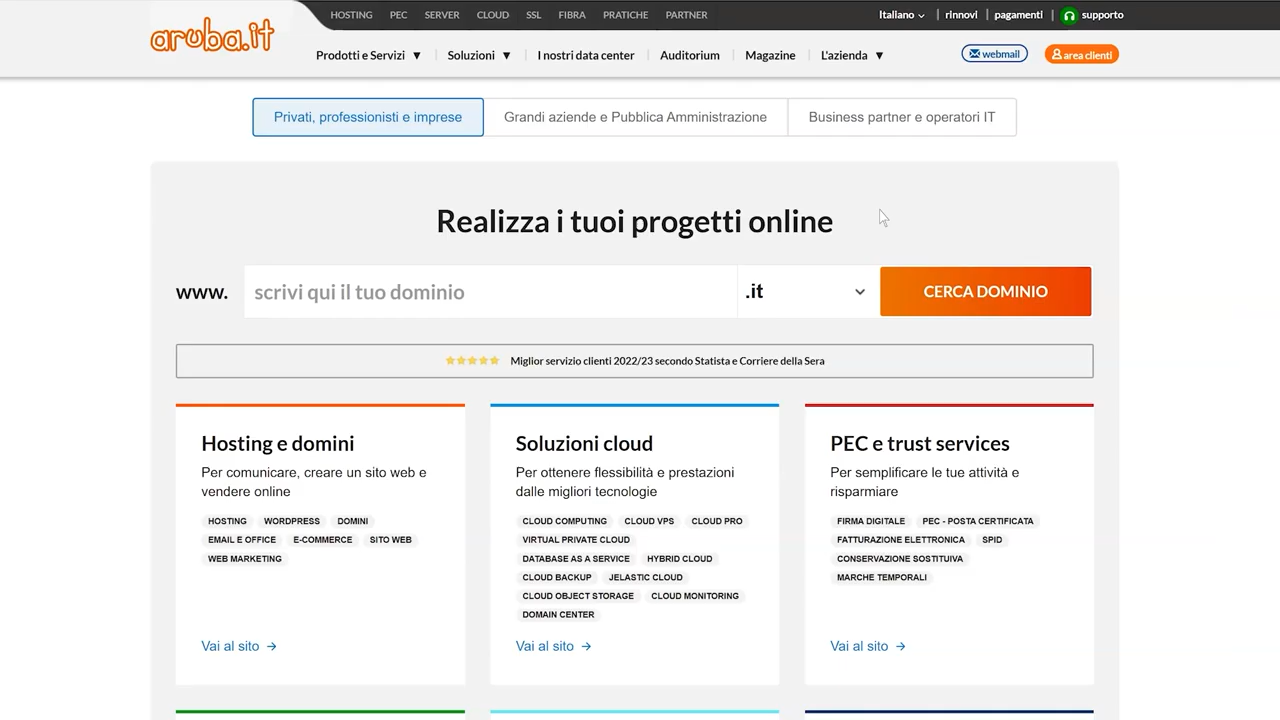 HOSTING PEC SERVER CLOUD SSL FIBRA PRATICHE PARTNER
Italiano | rinnovi | pagamenti | supporto
aruba.it
Prodotti e Servizi ▼ Soluzioni ▼ I nostri data center Auditorium Magazine L'azienda ▼
webmail
area clienti
Privati, professionisti e imprese
Grandi aziende e Pubblica Amministrazione
Business partner e operatori IT
Realizza i tuoi progetti online
www. scrivi qui il tuo dominio .it CERCA DOMINIO
Miglior servizio clienti 2022/23 secondo Statista e Corriere della Sera
Hosting e domini
Per comunicare, creare un sito web e
vendere online
HOSTING WORDPRESS DOMINI
EMAIL E OFFICE E-COMMERCE SITO WEB
WEB MARKETING
Vai al sito →
Soluzioni cloud
Per ottenere flessibilità e prestazioni
dalle migliori tecnologie
CLOUD COMPUTING CLOUD VPS CLOUD PRO
VIRTUAL PRIVATE CLOUD
DATABASE AS A SERVICE HYBRID CLOUD
CLOUD BACKUP JELASTIC CLOUD
CLOUD OBJECT STORAGE CLOUD MONITORING
DOMAIN CENTER
Vai al sito →
PEC e trust services
Per semplificare le tue attività e
risparmiare
FIRMA DIGITALE PEC - POSTA CERTIFICATA
FATTURAZIONE ELETTRONICA SPID
CONSERVAZIONE SOSTITUIVA
MARCHE TEMPORALI
Vai al sito →